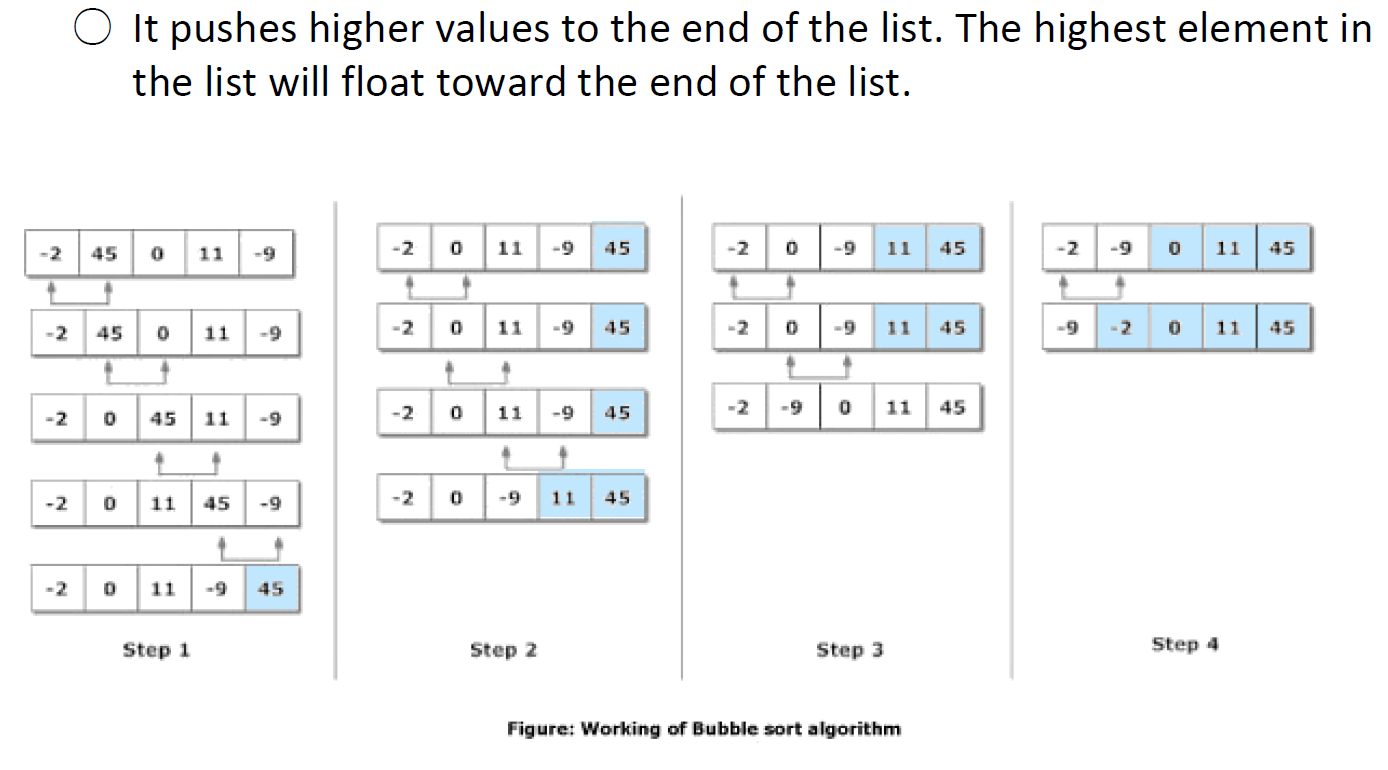 It pushes higher values to the end of the list. The highest element in
the list will float toward the end of the list.
-2 45 0 11 -9
-2 45 0 11 -9
-2 0 45 11 -9
-2 0 11 45 -9
-2 0 11 -9 45
Step 1
-2 0 11 -9 45
-2 0 11 -9 45
-2 0 11 -9 45
-2 0 -9 11 45
Step 2
-2 0 -9 11 45
-2 0 -9 11 45
-2 -9 0 11 45
Step 3
-2 -9 0 11 45
-9 -2 0 11 45
Step 4
Figure: Working of Bubble sort algorithm